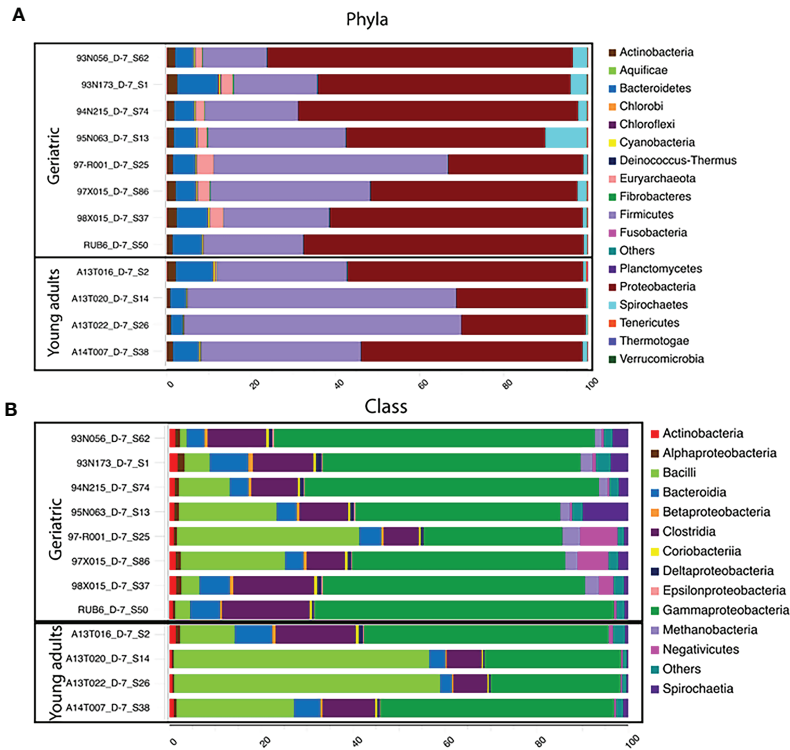 A
Phyla
Geriatric
93N056_D-7_S62
93N173_D-7_S1
94N215_D-7_S74
95N063_D-7_S13
97-R001_D-7_S25
97X015_D-7_S86
98X015_D-7_S37
RUB6_D-7_S50
Young adults
A13T016_D-7_S2
A13T020_D-7_S14
A13T022_D-7_S26
A14T007_D-7_S38
0 20 40 60 80 100
Actinobacteria
Aquificae
Bacteroidetes
Chlorobi
Chloroflexi
Cyanobacteria
Deinococcus-Thermus
Euryarchaeota
Fibrobacteres
Firmicutes
Fusobacteria
Others
Planctomycetes
Proteobacteria
Spirochaetes
Tenericutes
Thermotogae
Verrucomicrobia
B
Class
Geriatric
93N056_D-7_S62
93N173_D-7_S1
94N215_D-7_S74
95N063_D-7_S13
97-R001_D-7_S25
97X015_D-7_S86
98X015_D-7_S37
RUB6_D-7_S50
Young adults
A13T016_D-7_S2
A13T020_D-7_S14
A13T022_D-7_S26
A14T007_D-7_S38
0 20 40 60 80 100
Actinobacteria
Alphaproteobacteria
Bacilli
Bacteroidia
Betaproteobacteria
Clostridia
Coriobacteriia
Deltaproteobacteria
Epsilonproteobacteria
Gammaproteobacteria
Methanobacteria
Negativicutes
Others
Spirochaetia